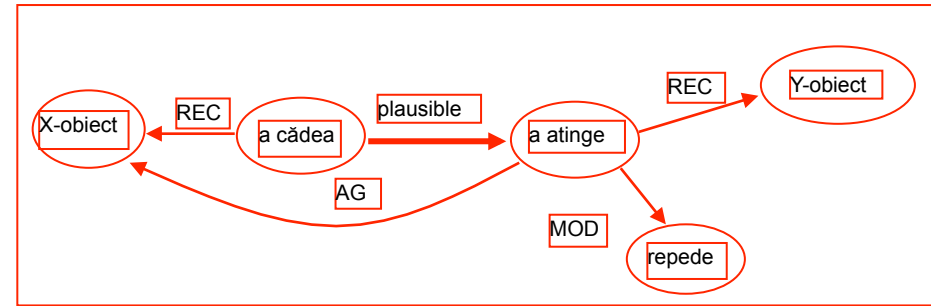 X-obiect
REC
a cădea
plausible
a atinge
REC
Y-obiect
AG
MOD
repede